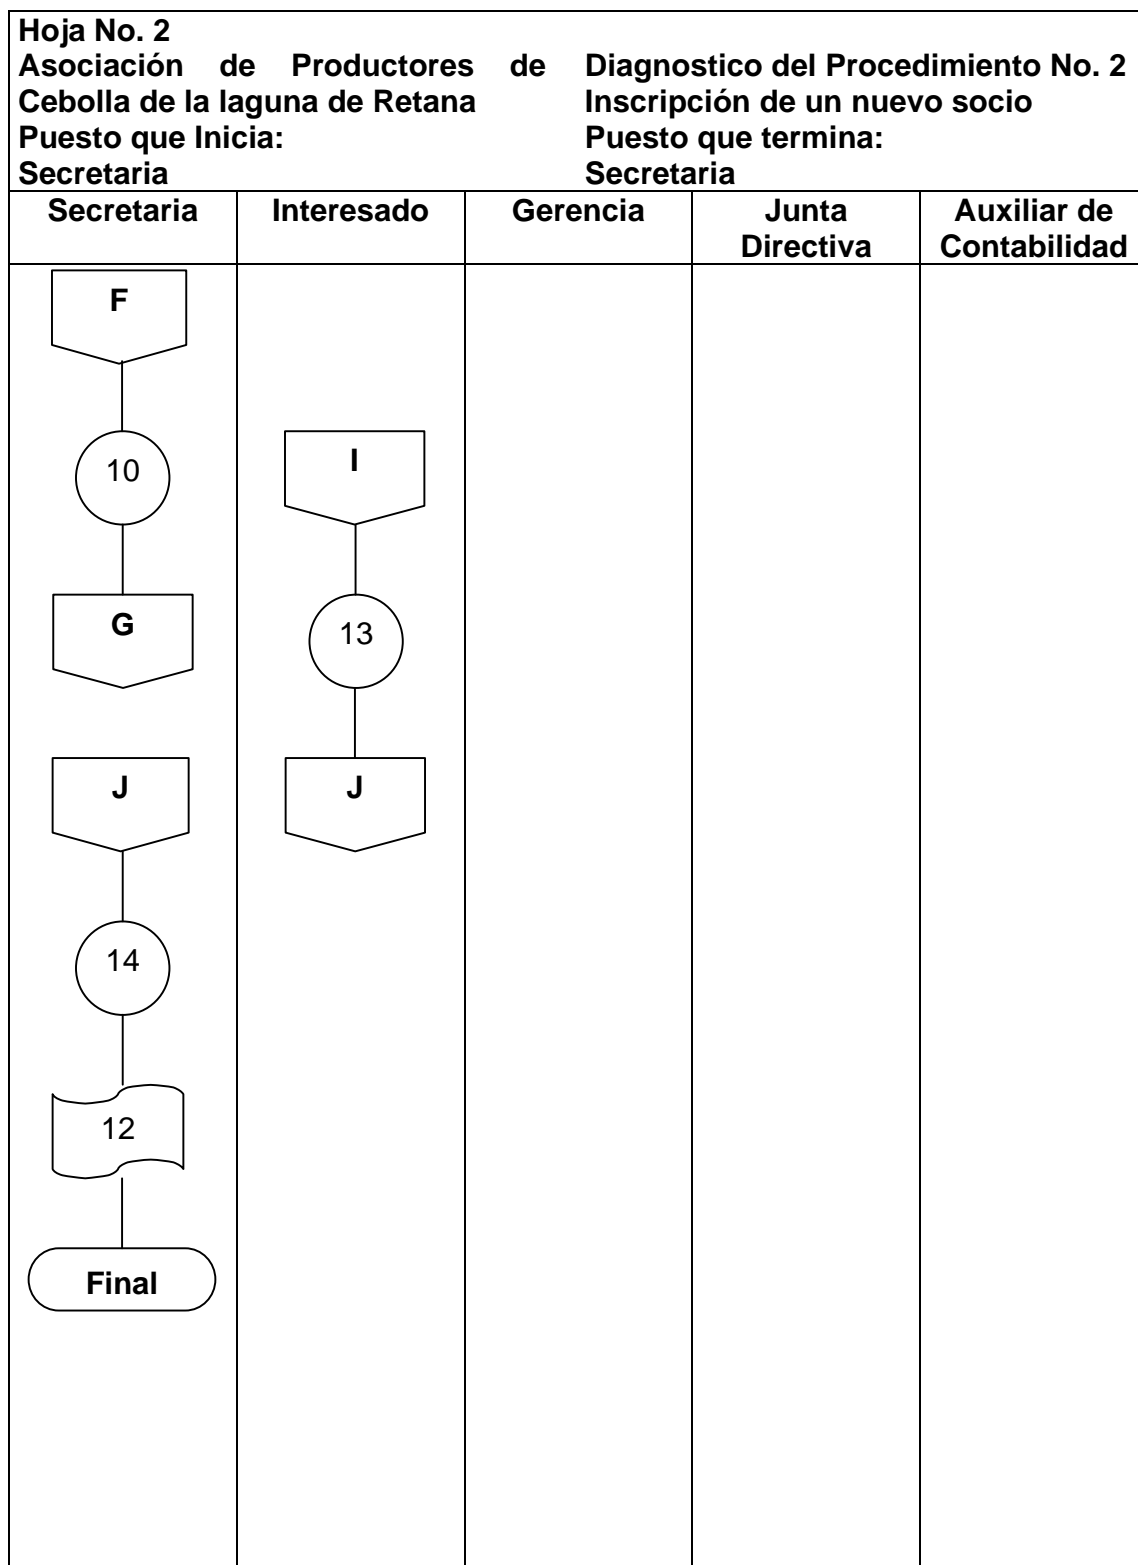 Hoja No. 2
Asociación de Productores de
Cebolla de la laguna de Retana
Puesto que Inicia:
Secretaria
Diagnostico del Procedimiento No. 2
Inscripción de un nuevo socio
Puesto que termina:
Secretaria
Secretaria
Interesado
Gerencia
Junta
Directiva
Auxiliar de
Contabilidad
F
10
I
G
13
J
J
14
12
Final